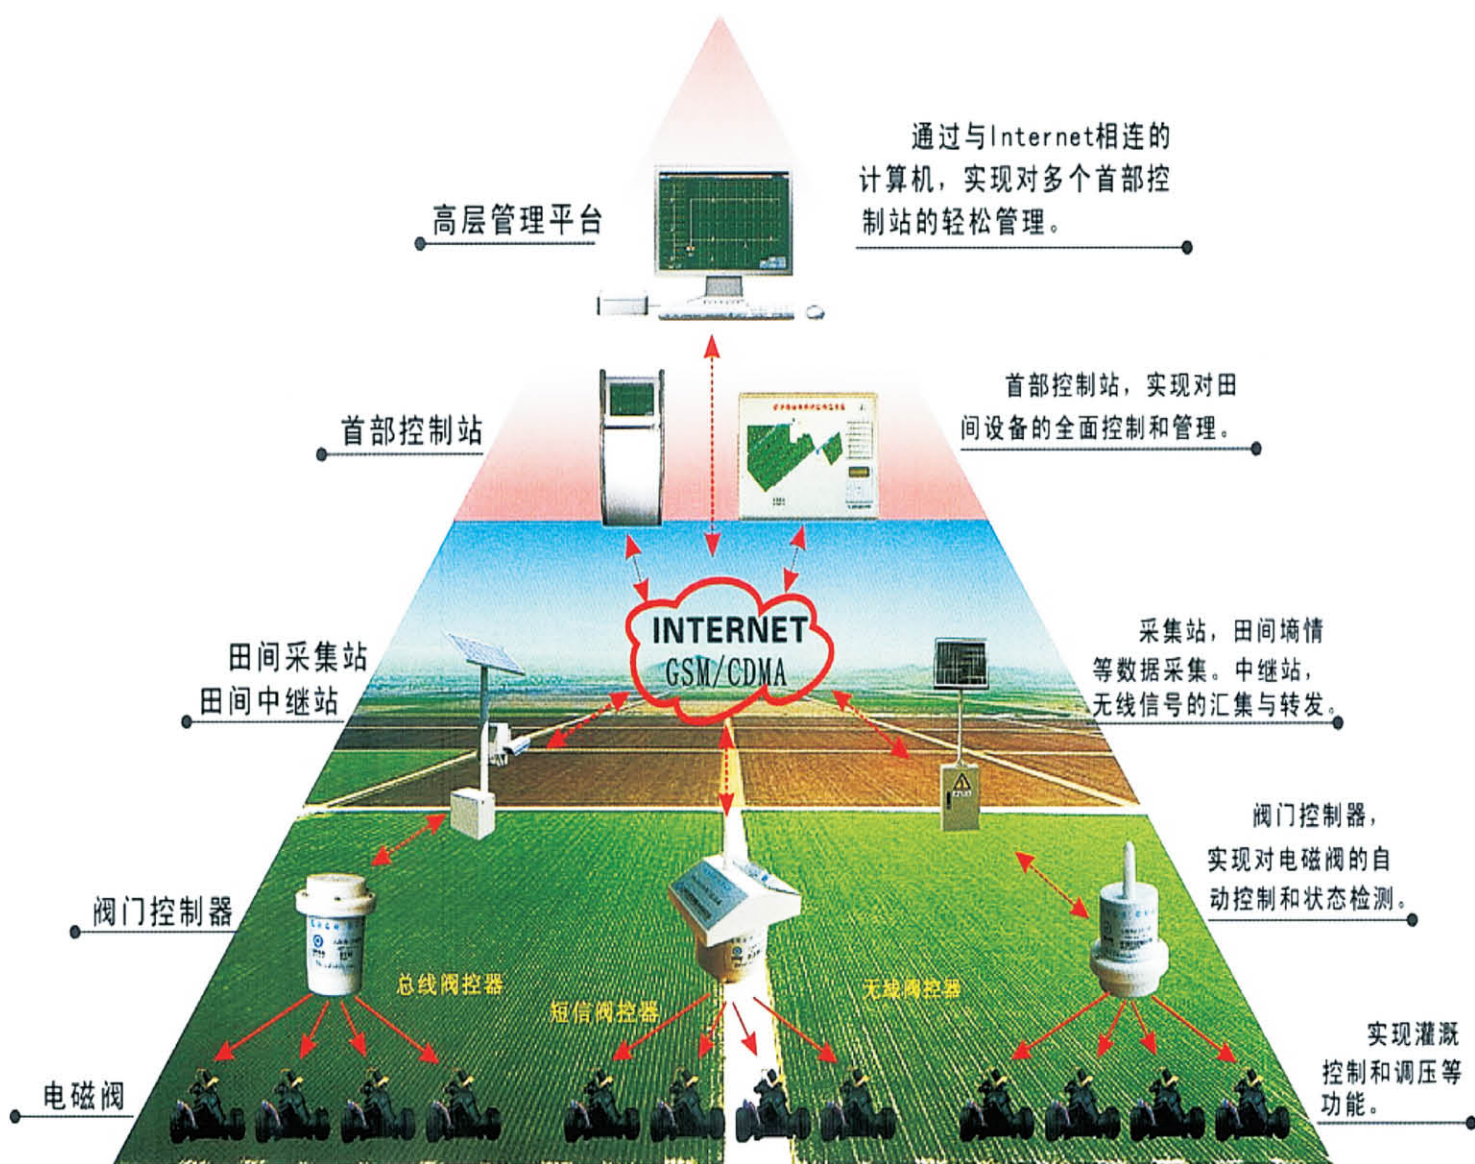 通过与Internet相连的
计算机，实现对多个首部控
制站的轻松管理。
高层管理平台
首部控制站，实现对田
间设备的全面控制和管理。
首部控制站
INTERNET
GSM/CDMA
采集站，田间墒情
等数据采集。中继站，
无线信号的汇集与转发。
田间采集站
田间中继站
阀门控制器，
实现对电磁阀的自
动控制和状态检测。
阀门控制器
总线阀控器
短信阀控器
无线阀控器
实现灌溉
控制和调压等
功能。
电磁阀